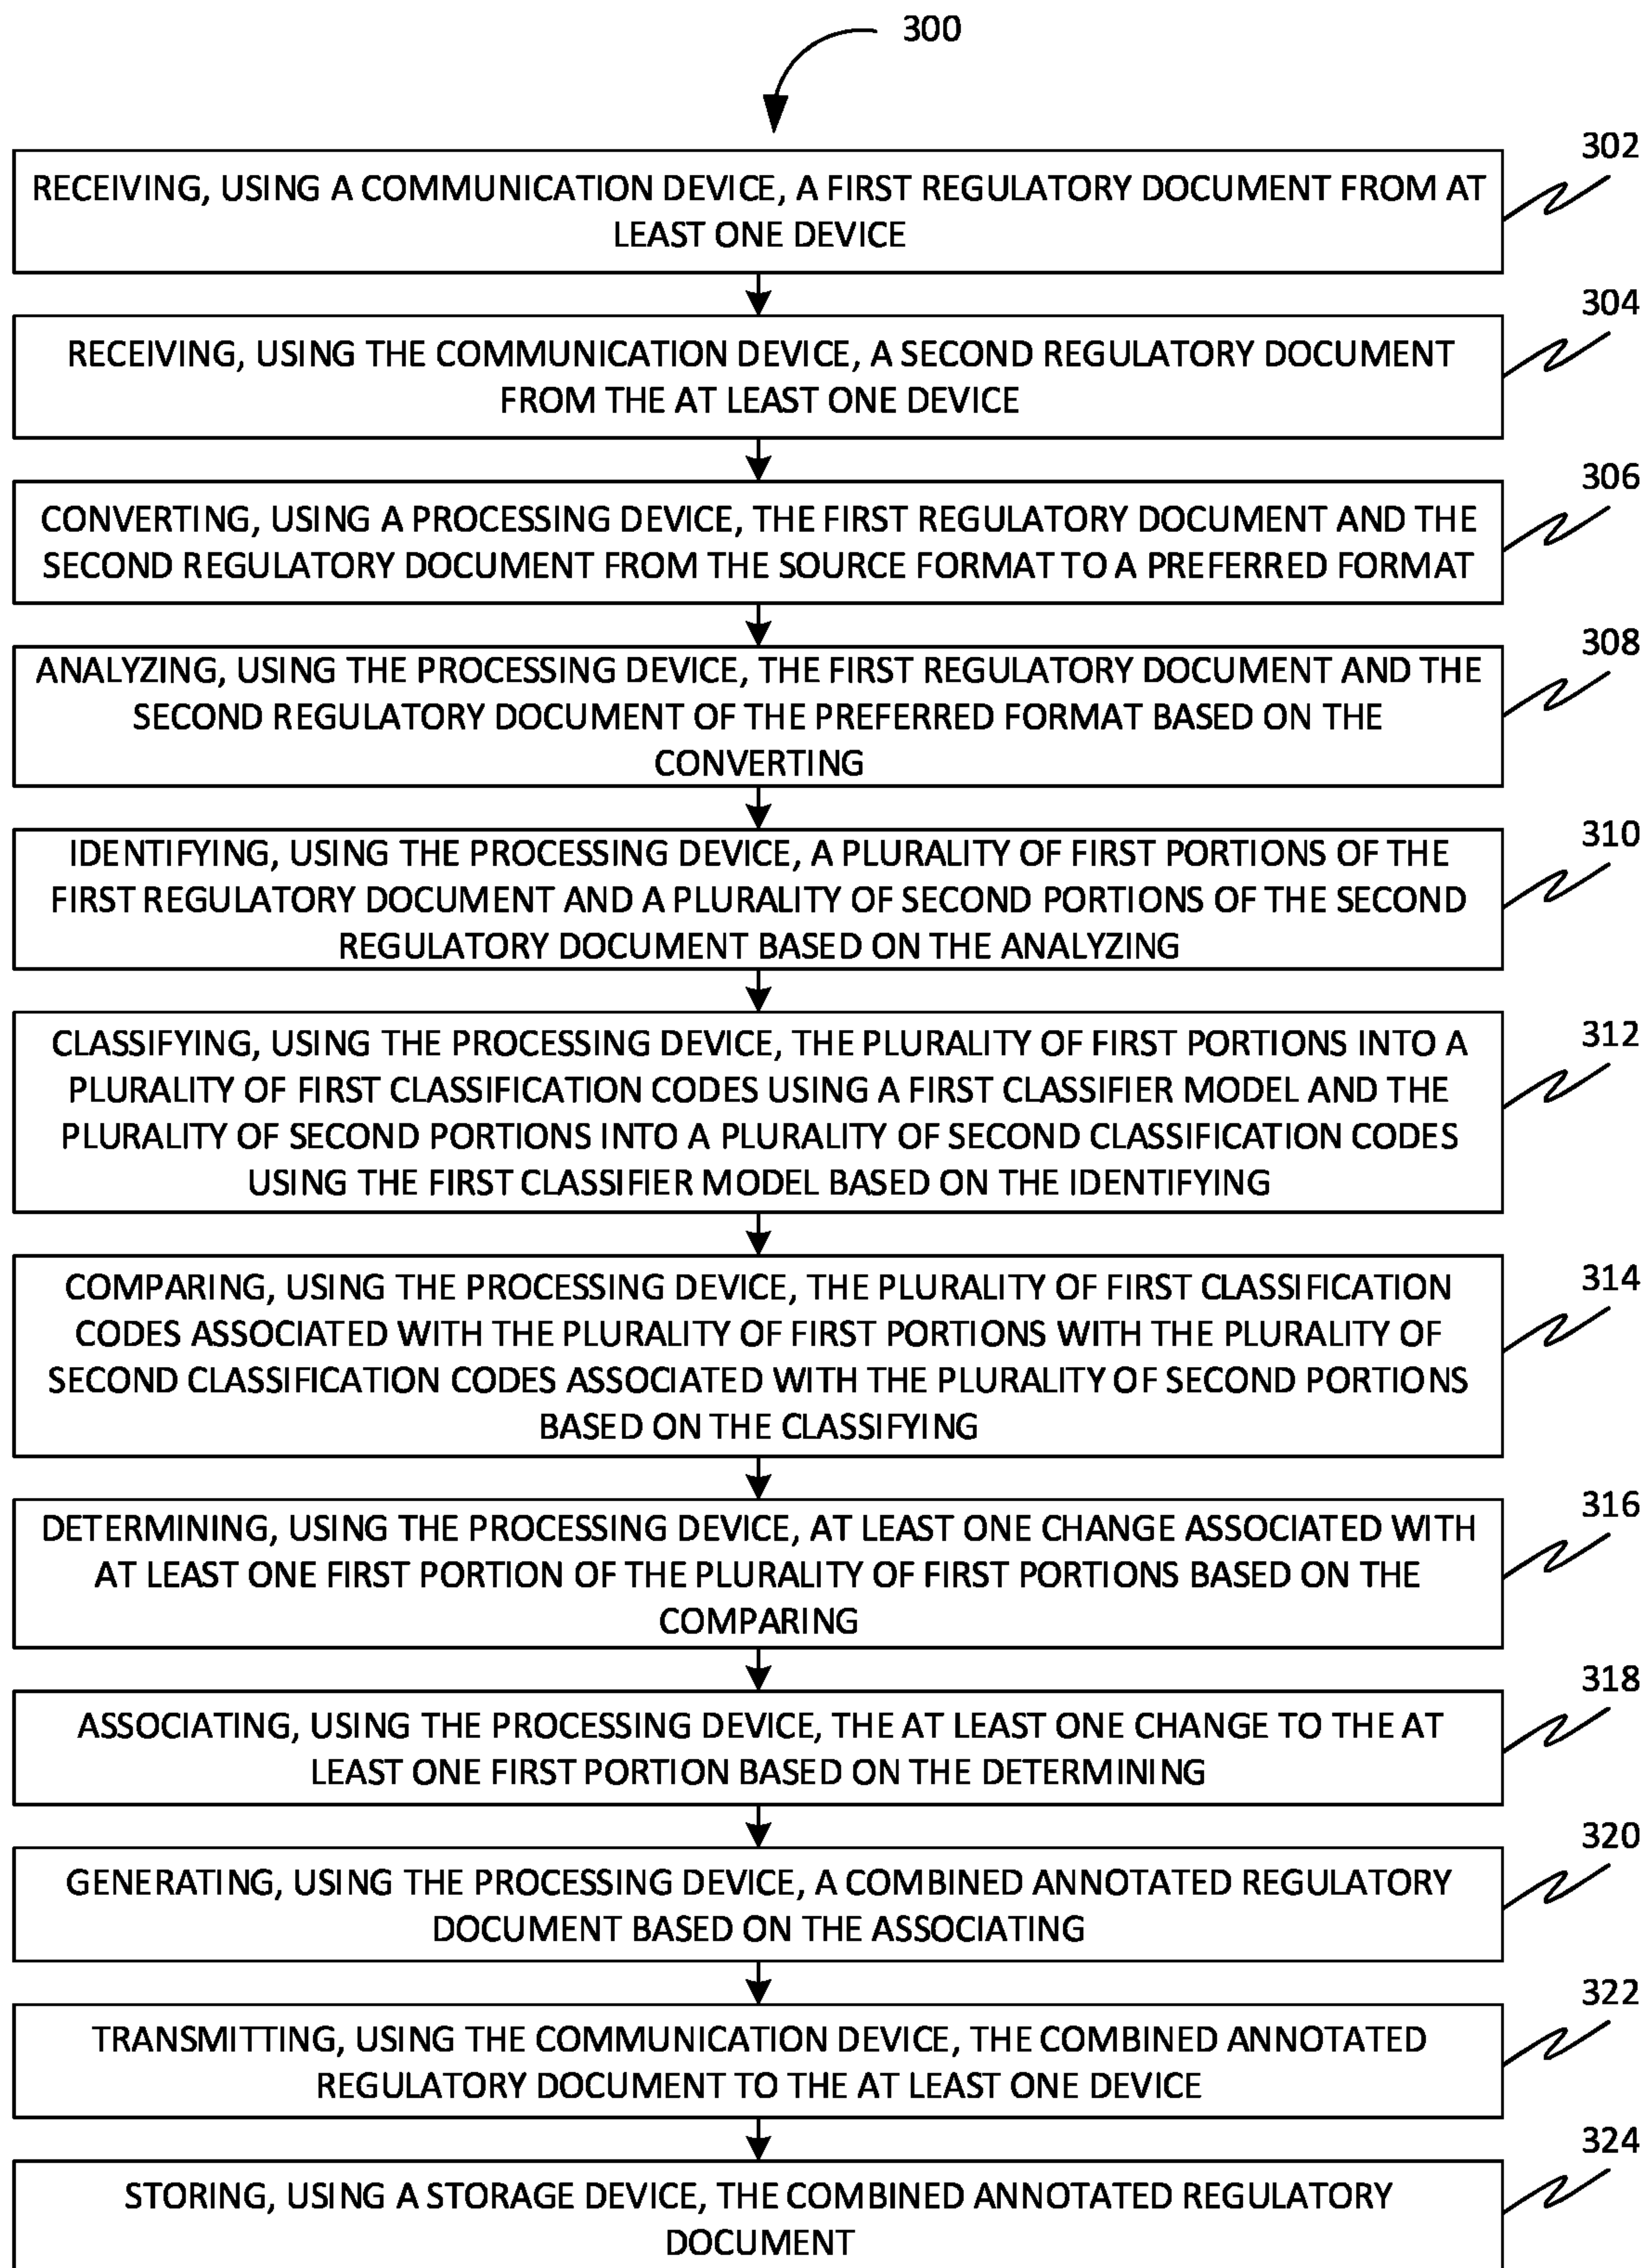 300
302
RECEIVING, USING A COMMUNICATION DEVICE, A FIRST REGULATORY DOCUMENT FROM AT
LEAST ONE DEVICE
304
RECEIVING, USING THE COMMUNICATION DEVICE, A SECOND REGULATORY DOCUMENT
FROM THE AT LEAST ONE DEVICE
306
CONVERTING, USING A PROCESSING DEVICE, THE FIRST REGULATORY DOCUMENT AND THE
SECOND REGULATORY DOCUMENT FROM THE SOURCE FORMAT TO A PREFERRED FORMAT
308
ANALYZING, USING THE PROCESSING DEVICE, THE FIRST REGULATORY DOCUMENT AND THE
SECOND REGULATORY DOCUMENT OF THE PREFERRED FORMAT BASED ON THE
CONVERTING
310
IDENTIFYING, USING THE PROCESSING DEVICE, A PLURALITY OF FIRST PORTIONS OF THE
FIRST REGULATORY DOCUMENT AND A PLURALITY OF SECOND PORTIONS OF THE SECOND
REGULATORY DOCUMENT BASED ON THE ANALYZING
312
CLASSIFYING, USING THE PROCESSING DEVICE, THE PLURALITY OF FIRST PORTIONS INTO A
PLURALITY OF FIRST CLASSIFICATION CODES USING A FIRST CLASSIFIER MODEL AND THE
PLURALITY OF SECOND PORTIONS INTO A PLURALITY OF SECOND CLASSIFICATION CODES
USING THE FIRST CLASSIFIER MODEL BASED ON THE IDENTIFYING
314
COMPARING, USING THE PROCESSING DEVICE, THE PLURALITY OF FIRST CLASSIFICATION
CODES ASSOCIATED WITH THE PLURALITY OF FIRST PORTIONS WITH THE PLURALITY OF
SECOND CLASSIFICATION CODES ASSOCIATED WITH THE PLURALITY OF SECOND PORTIONS
BASED ON THE CLASSIFYING
316
DETERMINING, USING THE PROCESSING DEVICE, AT LEAST ONE CHANGE ASSOCIATED WITH
AT LEAST ONE FIRST PORTION OF THE PLURALITY OF FIRST PORTIONS BASED ON THE
COMPARING
318
ASSOCIATING, USING THE PROCESSING DEVICE, THE AT LEAST ONE CHANGE TO THE AT
LEAST ONE FIRST PORTION BASED ON THE DETERMINING
320
GENERATING, USING THE PROCESSING DEVICE, A COMBINED ANNOTATED REGULATORY
DOCUMENT BASED ON THE ASSOCIATING
322
TRANSMITTING, USING THE COMMUNICATION DEVICE, THE COMBINED ANNOTATED
REGULATORY DOCUMENT TO THE AT LEAST ONE DEVICE
324
STORING, USING A STORAGE DEVICE, THE COMBINED ANNOTATED REGULATORY
DOCUMENT